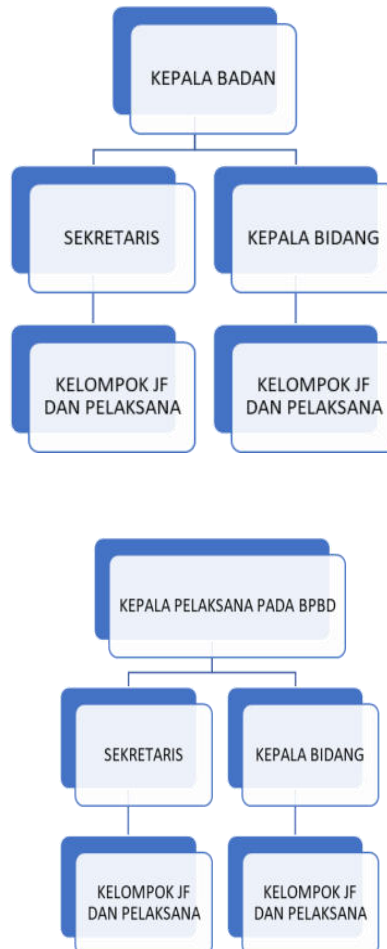 KEPALA BADAN
SEKRETARIS
KEPALA BIDANG
KELOMPOK JF
DAN PELAKSANA
KELOMPOK JF
DAN PELAKSANA
KEPALA PELAKSANA PADA BPBD
SEKRETARIS
KEPALA BIDANG
KELOMPOK JF
DAN PELAKSANA
KELOMPOK JF
DAN PELAKSANA